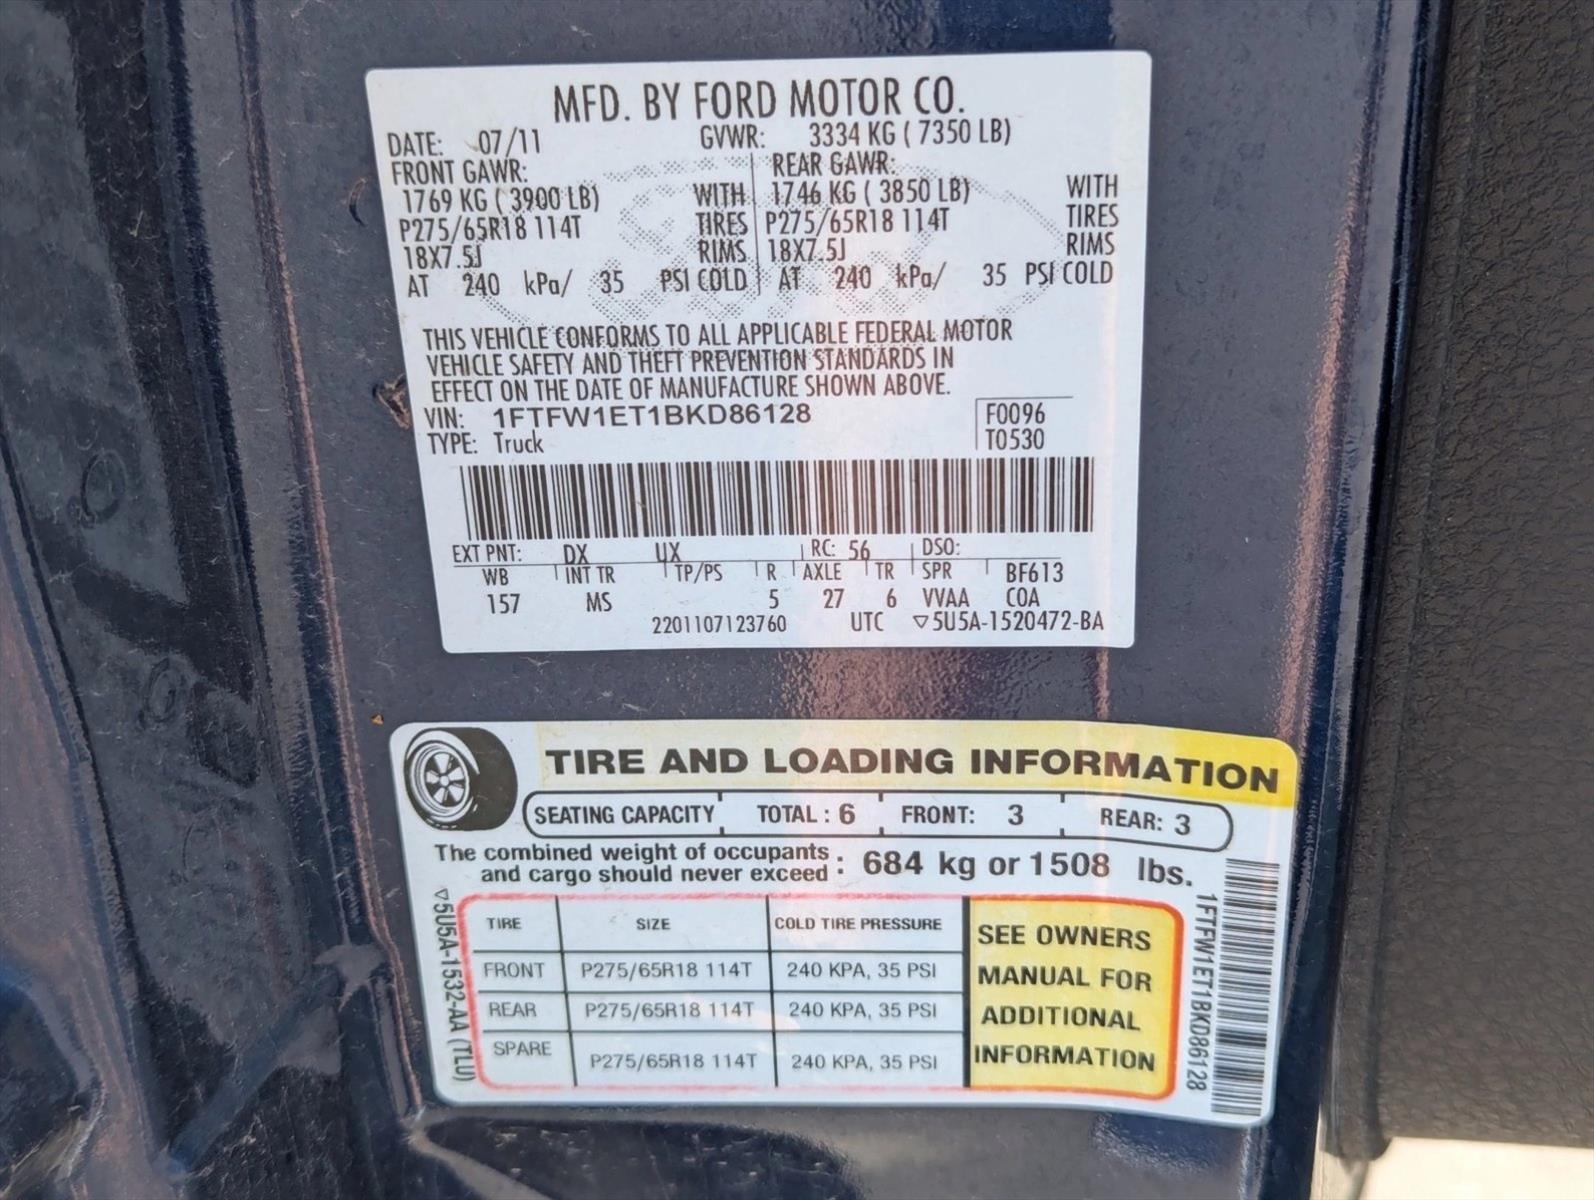 MFD. BY FORD MOTOR CO.
DATE: 07/11 GVWR: 3334 KG ( 7350 LB)
FRONT GAWR: REAR GAWR:
1769 KG ( 3900 LB) WITH 1746 KG ( 3850 LB) WITH
P275/65R18 114T TIRES P275/65R18 114T TIRES
18X7.5J RIMS 18X7.5J RIMS
AT 240 kPa/ 35 PSI COLD AT 240 kPa/ 35 PSI COLD
THIS VEHICLE CONFORMS TO ALL APPLICABLE FEDERAL MOTOR
VEHICLE SAFETY AND THEFT PREVENTION STANDARDS IN
EFFECT ON THE DATE OF MANUFACTURE SHOWN ABOVE.
VIN: 1FTFW1ET1BKD86128 F0096
TYPE: Truck T0530
EXT PNT: DX UX RC: 56 DSO:
WB INT TR TP/PS R AXLE TR SPR BF613
157 MS 5 27 6 VVAA COA
2201107123760 UTC ▽5U5A-1520472-BA
TIRE AND LOADING INFORMATION
SEATING CAPACITY TOTAL : 6 FRONT: 3 REAR: 3
The combined weight of occupants
and cargo should never exceed : 684 kg or 1508 lbs.
TIRE SIZE COLD TIRE PRESSURE
FRONT P275/65R18 114T 240 KPA, 35 PSI
REAR P275/65R18 114T 240 KPA, 35 PSI
SPARE P275/65R18 114T 240 KPA, 35 PSI
SEE OWNERS
MANUAL FOR
ADDITIONAL
INFORMATION
▽5U5A-1532-AA (TLU)
1FTFW1ET1BKD86128